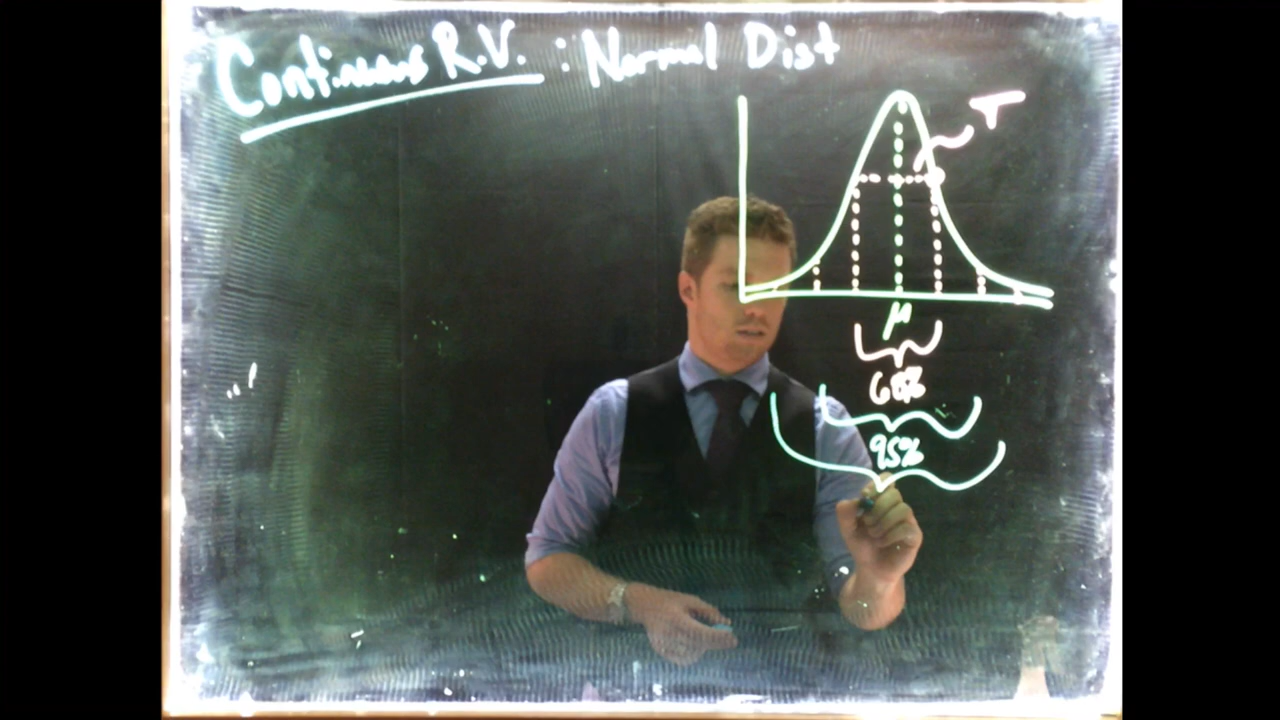 Continuous R.V. : Normal Dist
σ
μ
68%
95%